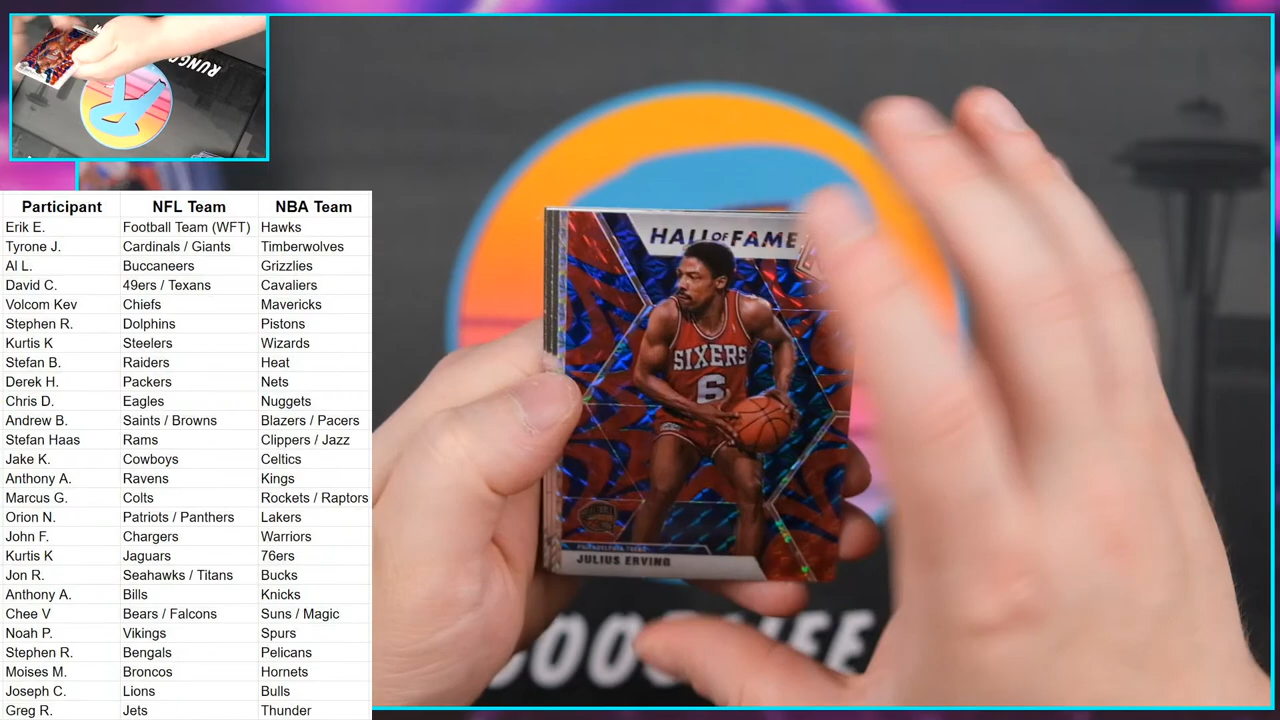 RUNGO
Participant NFL Team NBA Team
Erik E. Football Team (WFT) Hawks
Tyrone J. Cardinals / Giants Timberwolves
Al L. Buccaneers Grizzlies
David C. 49ers / Texans Cavaliers
Volcom Kev Chiefs Mavericks
Stephen R. Dolphins Pistons
Kurtis K Steelers Wizards
Stefan B. Raiders Heat
Derek H. Packers Nets
Chris D. Eagles Nuggets
Andrew B. Saints / Browns Blazers / Pacers
Stefan Haas Rams Clippers / Jazz
Jake K. Cowboys Celtics
Anthony A. Ravens Kings
Marcus G. Colts Rockets / Raptors
Orion N. Patriots / Panthers Lakers
John F. Chargers Warriors
Kurtis K Jaguars 76ers
Jon R. Seahawks / Titans Bucks
Anthony A. Bills Knicks
Chee V Bears / Falcons Suns / Magic
Noah P. Vikings Spurs
Stephen R. Bengals Pelicans
Moises M. Broncos Hornets
Joseph C. Lions Bulls
Greg R. Jets Thunder
HALL OF FAME
SIXERS
6
PHILADELPHIA 76ERS
JULIUS ERVING